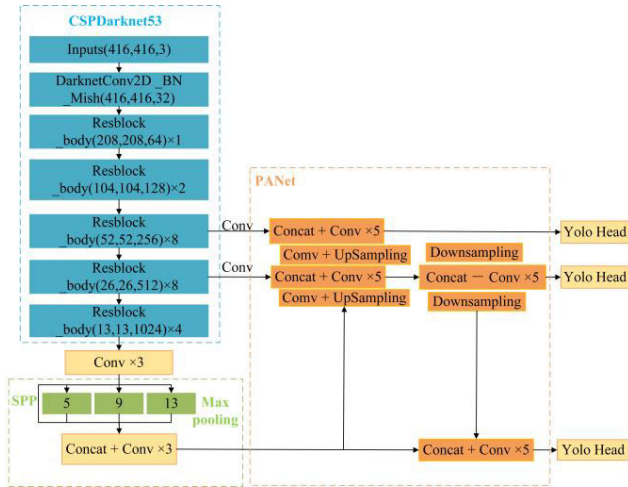 CSPDarknet53
Inputs(416,416,3)
DarknetConv2D _BN
_Mish(416,416,32)
Resblock
_body(208,208,64)×1
Resblock
_body(104,104,128)×2
Resblock
_body(52,52,256)×8
Resblock
_body(26,26,512)×8
Resblock
_body(13,13,1024)×4
Conv ×3
SPP
5
9
13
Max
pooling
Concat + Conv ×3
Conv
Conv
PANet
Concat + Conv ×5
Comv + UpSampling
Concat + Conv ×5
Comv + UpSampling
Downsampling
Concat － Conv ×5
Downsampling
Concat + Conv ×5
Yolo Head
Yolo Head
Yolo Head